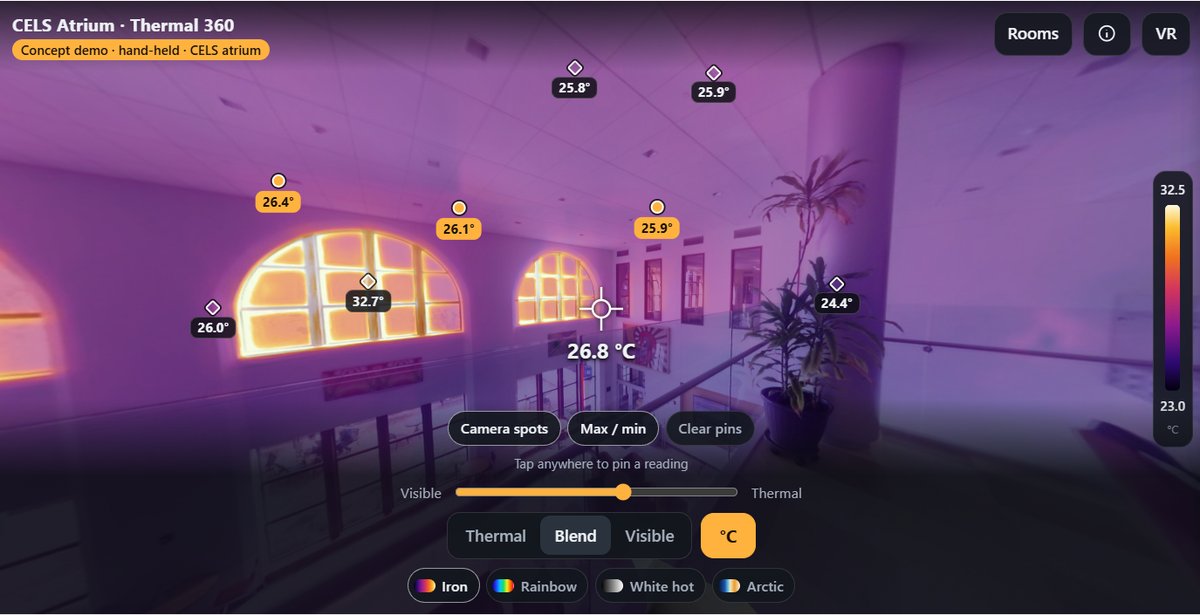 CELS Atrium · Thermal 360
Concept demo · hand-held · CELS atrium
Rooms
VR
25.8°
25.9°
26.4°
26.1°
25.9°
32.7°
26.0°
24.4°
26.8 °C
32.5
23.0
°C
Camera spots
Max / min
Clear pins
Tap anywhere to pin a reading
Visible
Thermal
Thermal
Blend
Visible
°C
Iron
Rainbow
White hot
Arctic